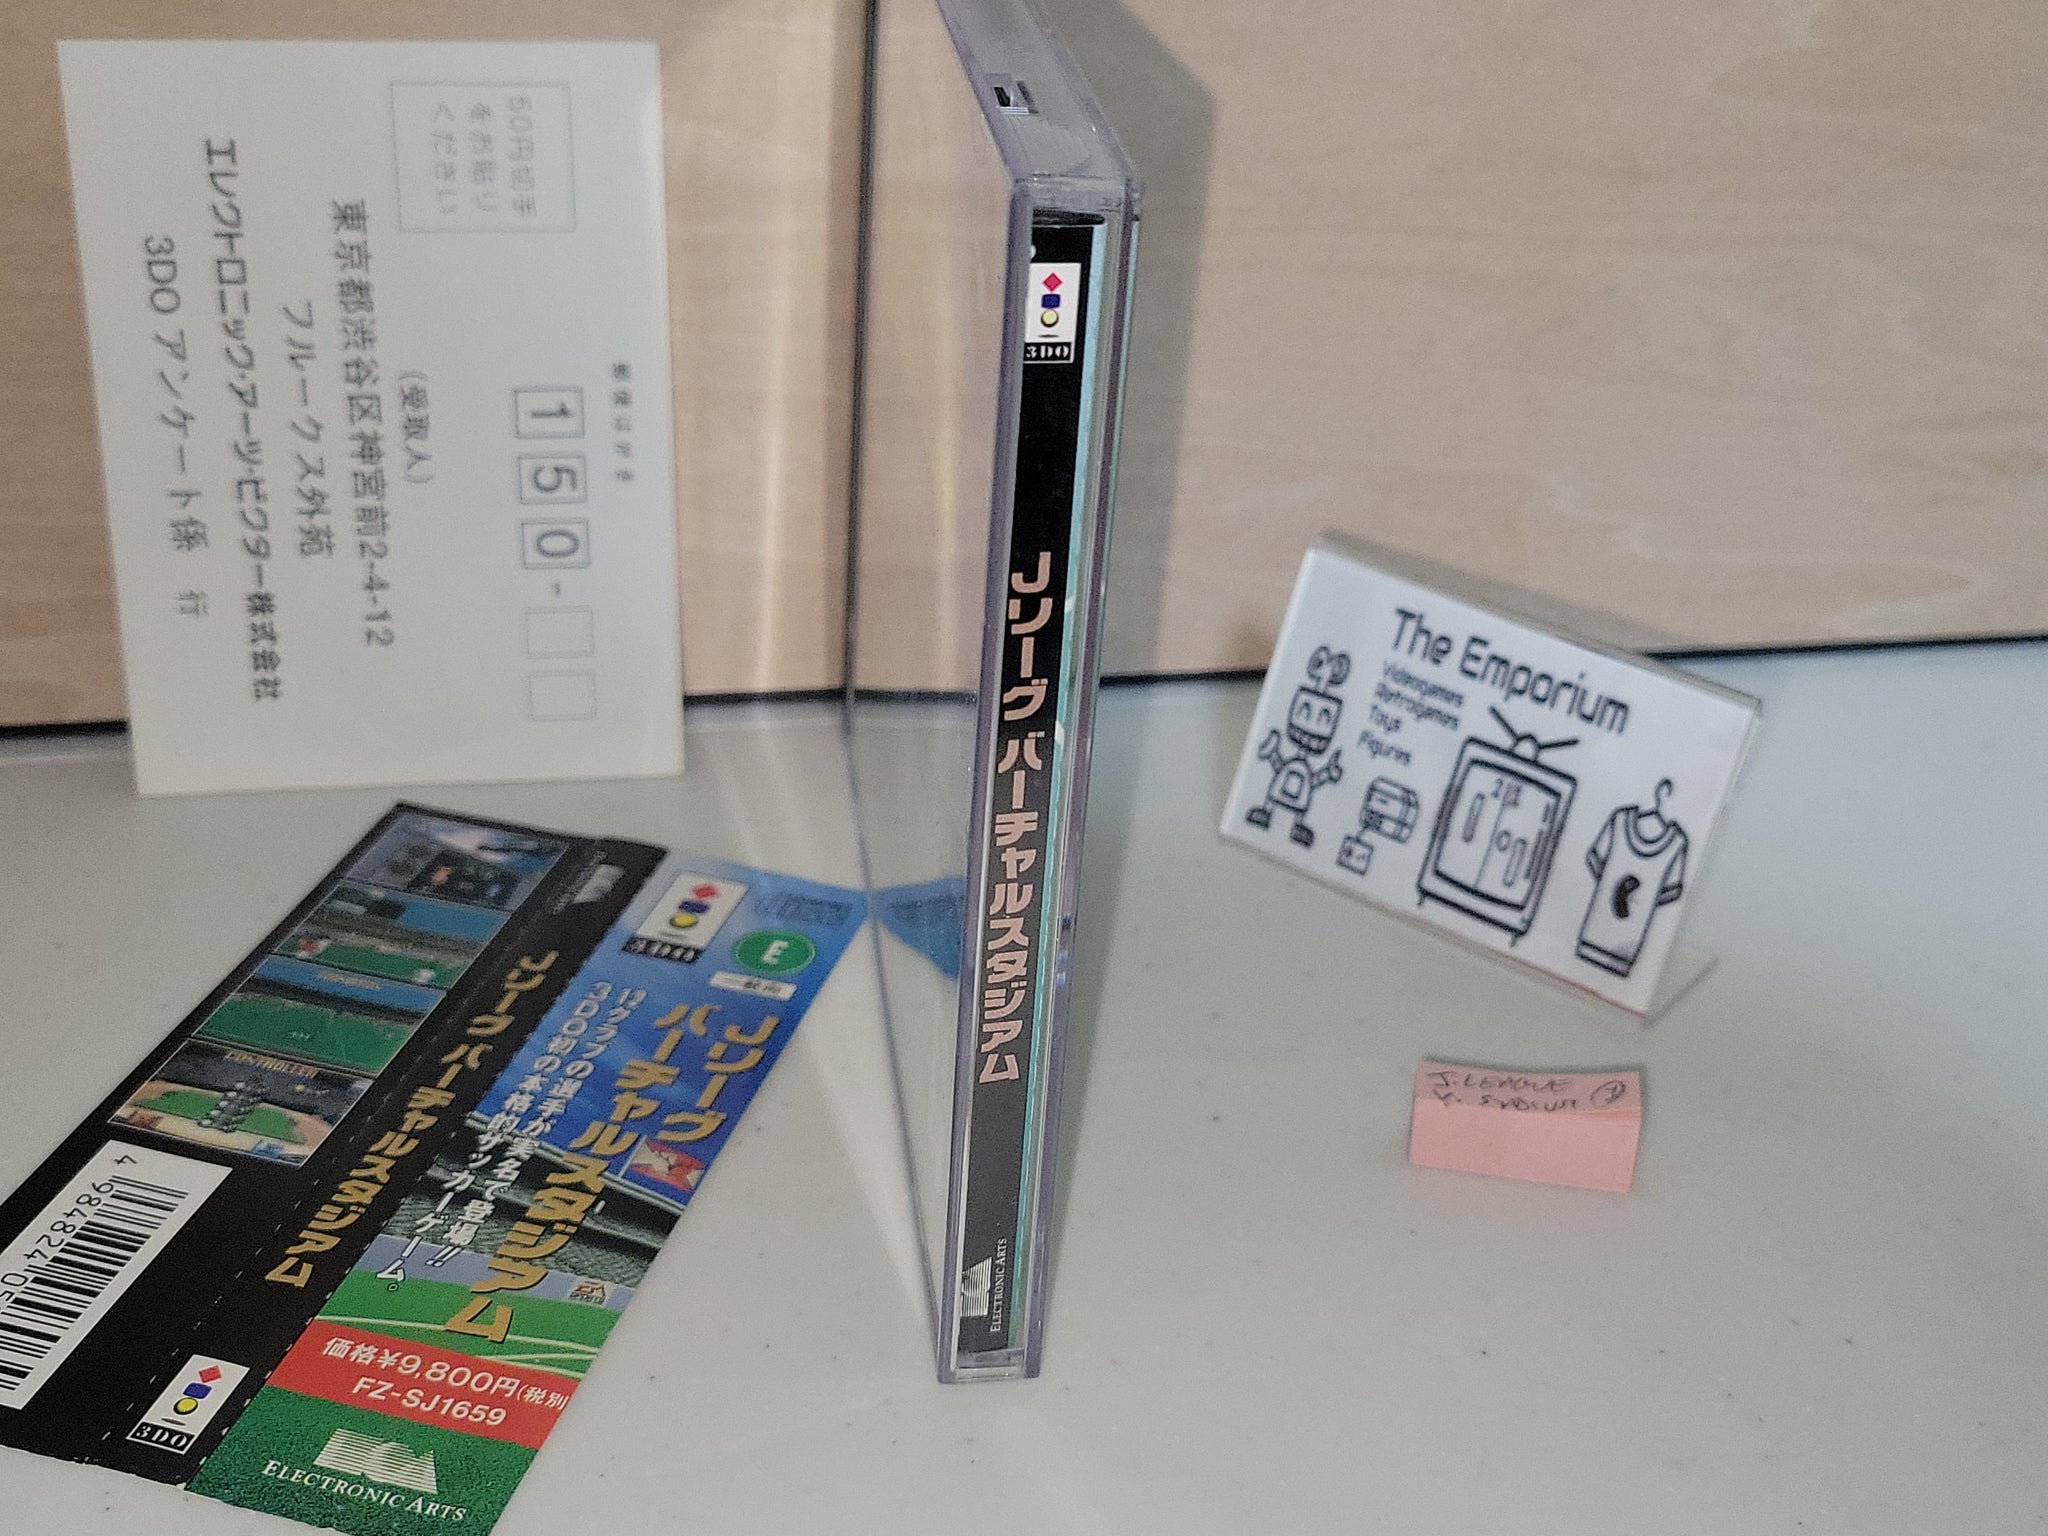 50円切手
をお貼り
ください
郵便はがき
150-
(受取人)
東京都渋谷区神宮前2-4-12
フルークス外苑
エレクトロニック・アーツ・ビクター株式会社
3DO アンケート係 行
3DO
Jリーグ バーチャルスタジアム
ELECTRONIC ARTS
The Emporium
Videogames
Retrogames
Toys
Figures
J. LEAGUE
V. STADIUM
3DO
E
一般向
Jリーグ
バーチャルスタジアム
12クラブの選手が実名で登場!!
3DO初の本格的サッカーゲーム。
価格¥9,800円(税別
FZ-SJ1659
ELECTRONIC ARTS
Jリーグ バーチャルスタジアム
3DO
CONTROLLER
4 984824 05